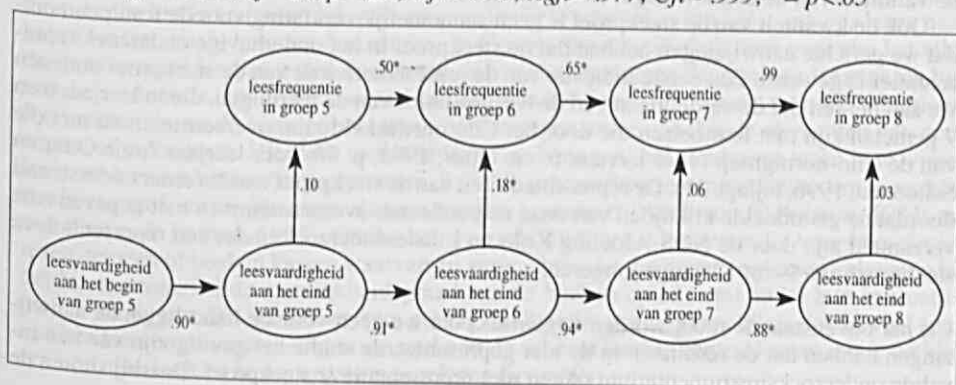 p<.05
.50*
.65*
.99
leesfrequentie
in groep 5
leesfrequentie
in groep 6
leesfrequentie
in groep 7
leesfrequentie
in groep 8
.10
.18*
.06
.03
leesvaardigheid
aan het begin
van groep 5
leesvaardigheid
aan het eind
van groep 5
leesvaardigheid
aan het eind
van groep 6
leesvaardigheid
aan het eind
van groep 7
leesvaardigheid
aan het eind
van groep 8
.90*
.91*
.94*
.88*